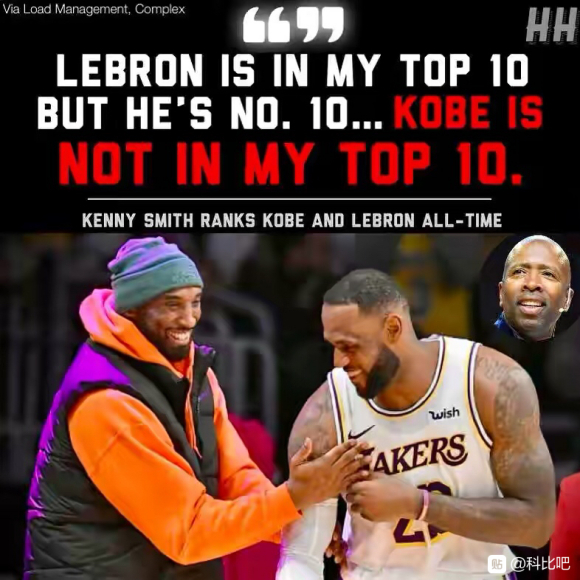 Via Load Management, Complex
HH
LEBRON IS IN MY TOP 10
BUT HE'S NO. 10... KOBE IS
NOT IN MY TOP 10.
KENNY SMITH RANKS KOBE AND LEBRON ALL-TIME
wish
LAKERS
贴 @科比吧